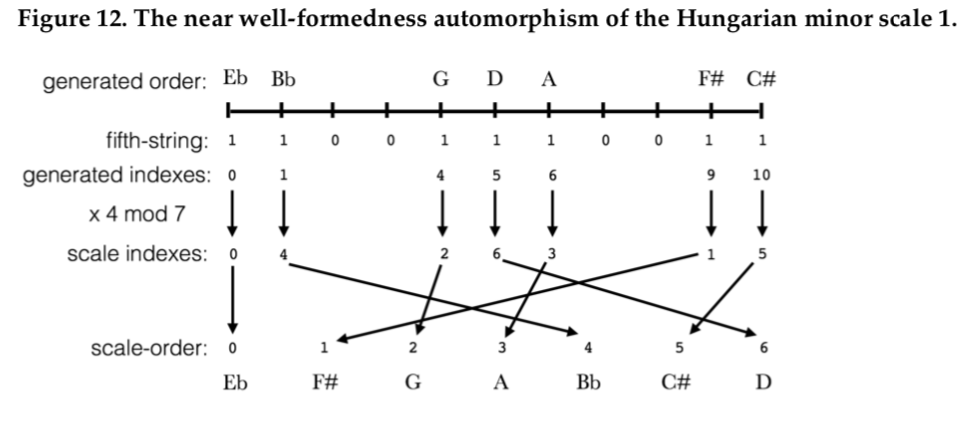 Figure 12. The near well-formedness automorphism of the Hungarian minor scale 1.
generated order: Eb Bb G D A F# C#
fifth-string: 1 1 0 0 1 1 1 0 0 1 1
generated indexes: 0 1 4 5 6 9 10
x 4 mod 7
scale indexes: 0 4 2 6 3 1 5
scale-order: 0 1 2 3 4 5 6
Eb F# G A Bb C# D